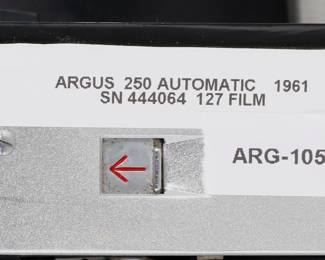 ARGUS 250 AUTOMATIC 1961
SN 444064 127 FILM
ARG-105